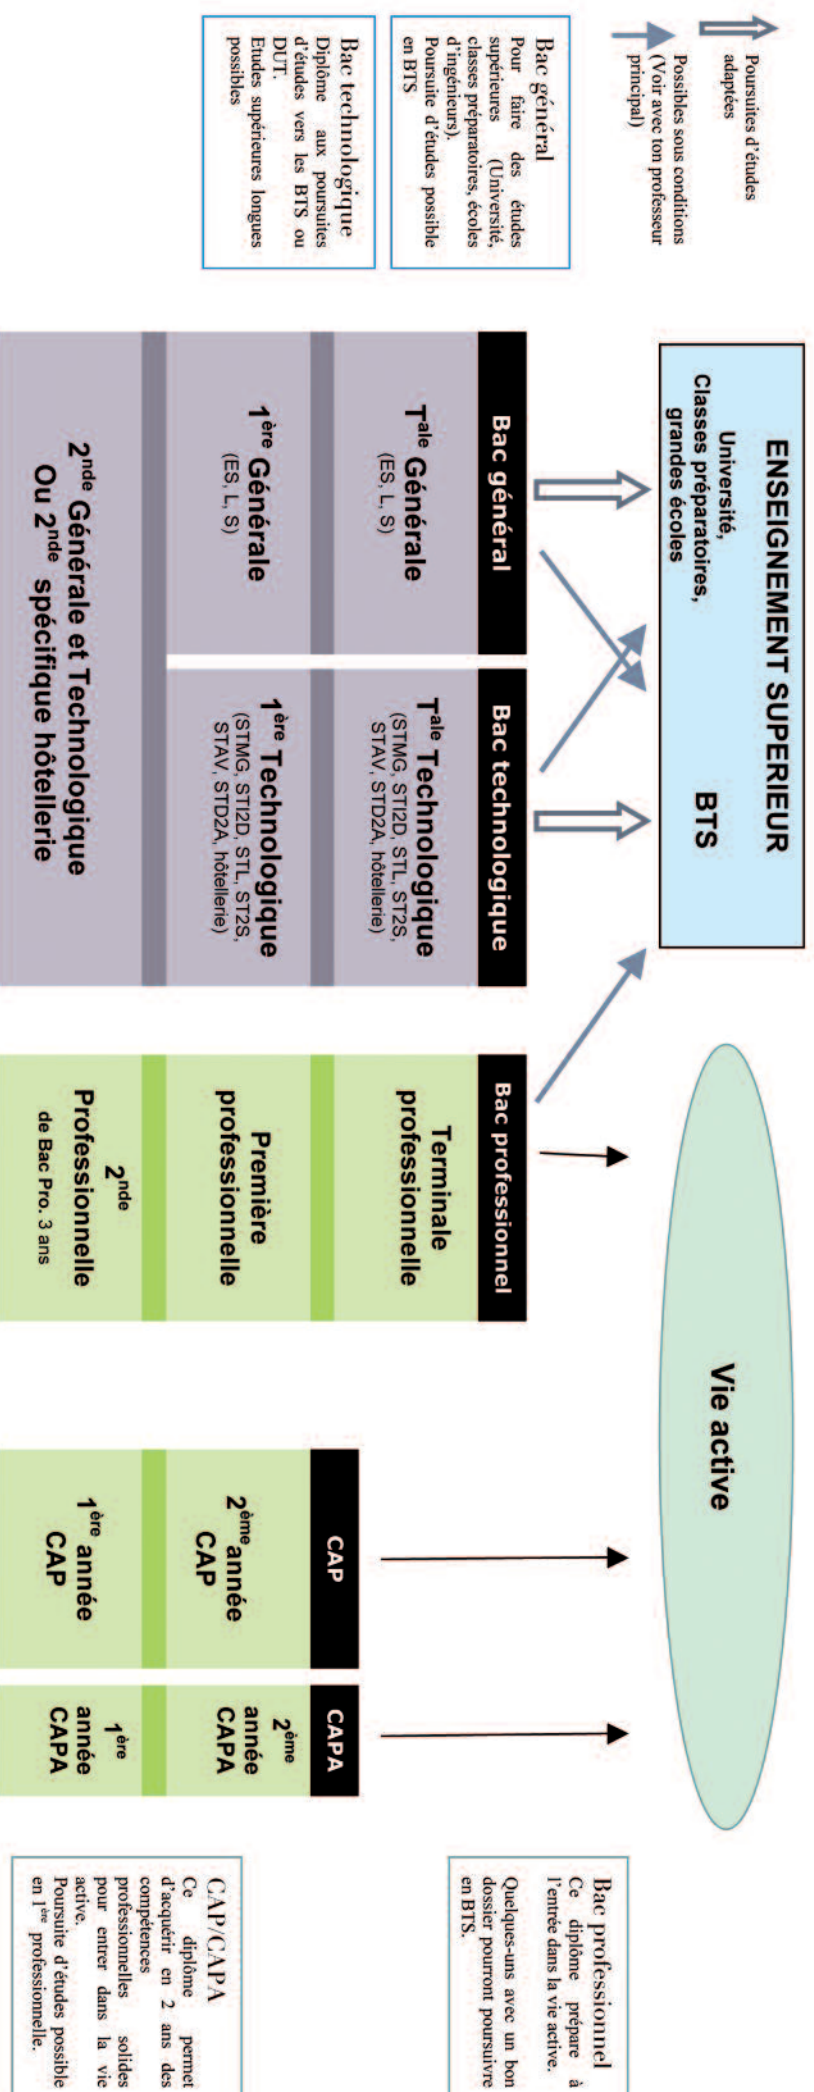 Poursuites d'études
adaptées
Possibles sous conditions
(Voir avec ton professeur
principal)
Bac général
Pour faire des études
supérieures (Université,
classes préparatoires, écoles
d'ingénieurs).
Poursuite d'études possible
en BTS
Bac technologique
Diplôme aux poursuites
d'études vers les BTS ou
DUT.
Etudes supérieures longues
possibles
ENSEIGNEMENT SUPERIEUR
Université,
Classes préparatoires,
grandes écoles
BTS
Vie active
Bac général
Tale Générale
(ES, L, S)
1ère Générale
(ES, L, S)
Bac technologique
Tale Technologique
(STMG, STI2D, STL, ST2S,
STAV, STD2A, hôtellerie)
1ère Technologique
(STMG, STI2D, STL, ST2S,
STAV, STD2A, hôtellerie)
2nde Générale et Technologique
Ou 2nde spécifique hôtellerie
Bac professionnel
Terminale
professionnelle
Première
professionnelle
2nde
Professionnelle
de Bac Pro. 3 ans
CAP
2ème année
CAP
1ère année
CAP
CAPA
2ème
année
CAPA
1ère
année
CAPA
Bac professionnel
Ce diplôme prépare à
l'entrée dans la vie active.
Quelques-uns avec un bon
dossier pourront poursuivre
en BTS.
CAP/CAPA
Ce diplôme permet
d'acquérir en 2 ans des
compétences
professionnelles solides
pour entrer dans la vie
active.
Poursuite d'études possible
en 1ère professionnelle.